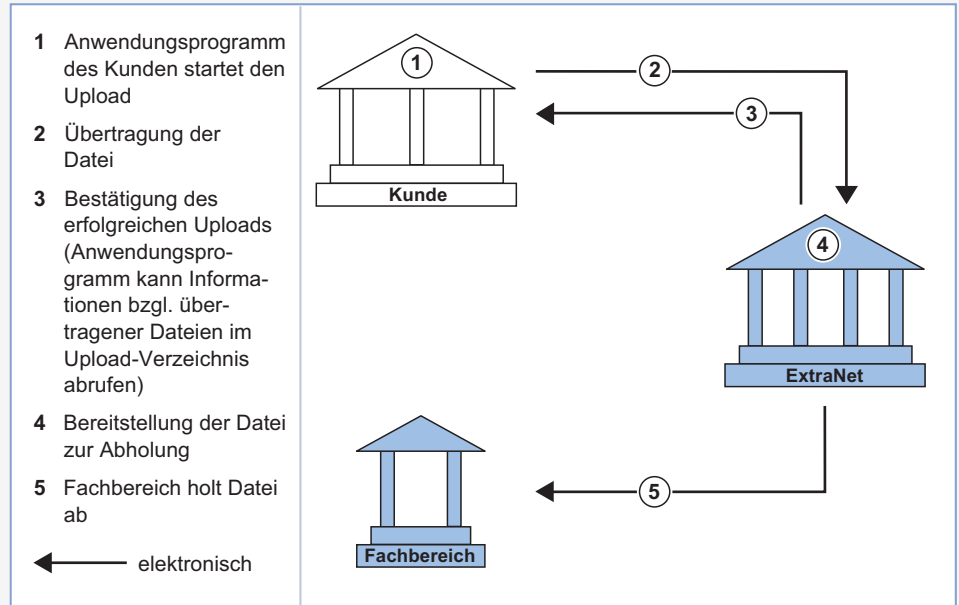 1 Anwendungsprogramm
des Kunden startet den
Upload
2 Übertragung der
Datei
3 Bestätigung des
erfolgreichen Uploads
(Anwendungspro-
gramm kann Informa-
tionen bzgl. über-
tragener Dateien im
Upload-Verzeichnis
abrufen)
4 Bereitstellung der Datei
zur Abholung
5 Fachbereich holt Datei
ab
elektronisch
1
2
3
Kunde
4
ExtraNet
5
Fachbereich